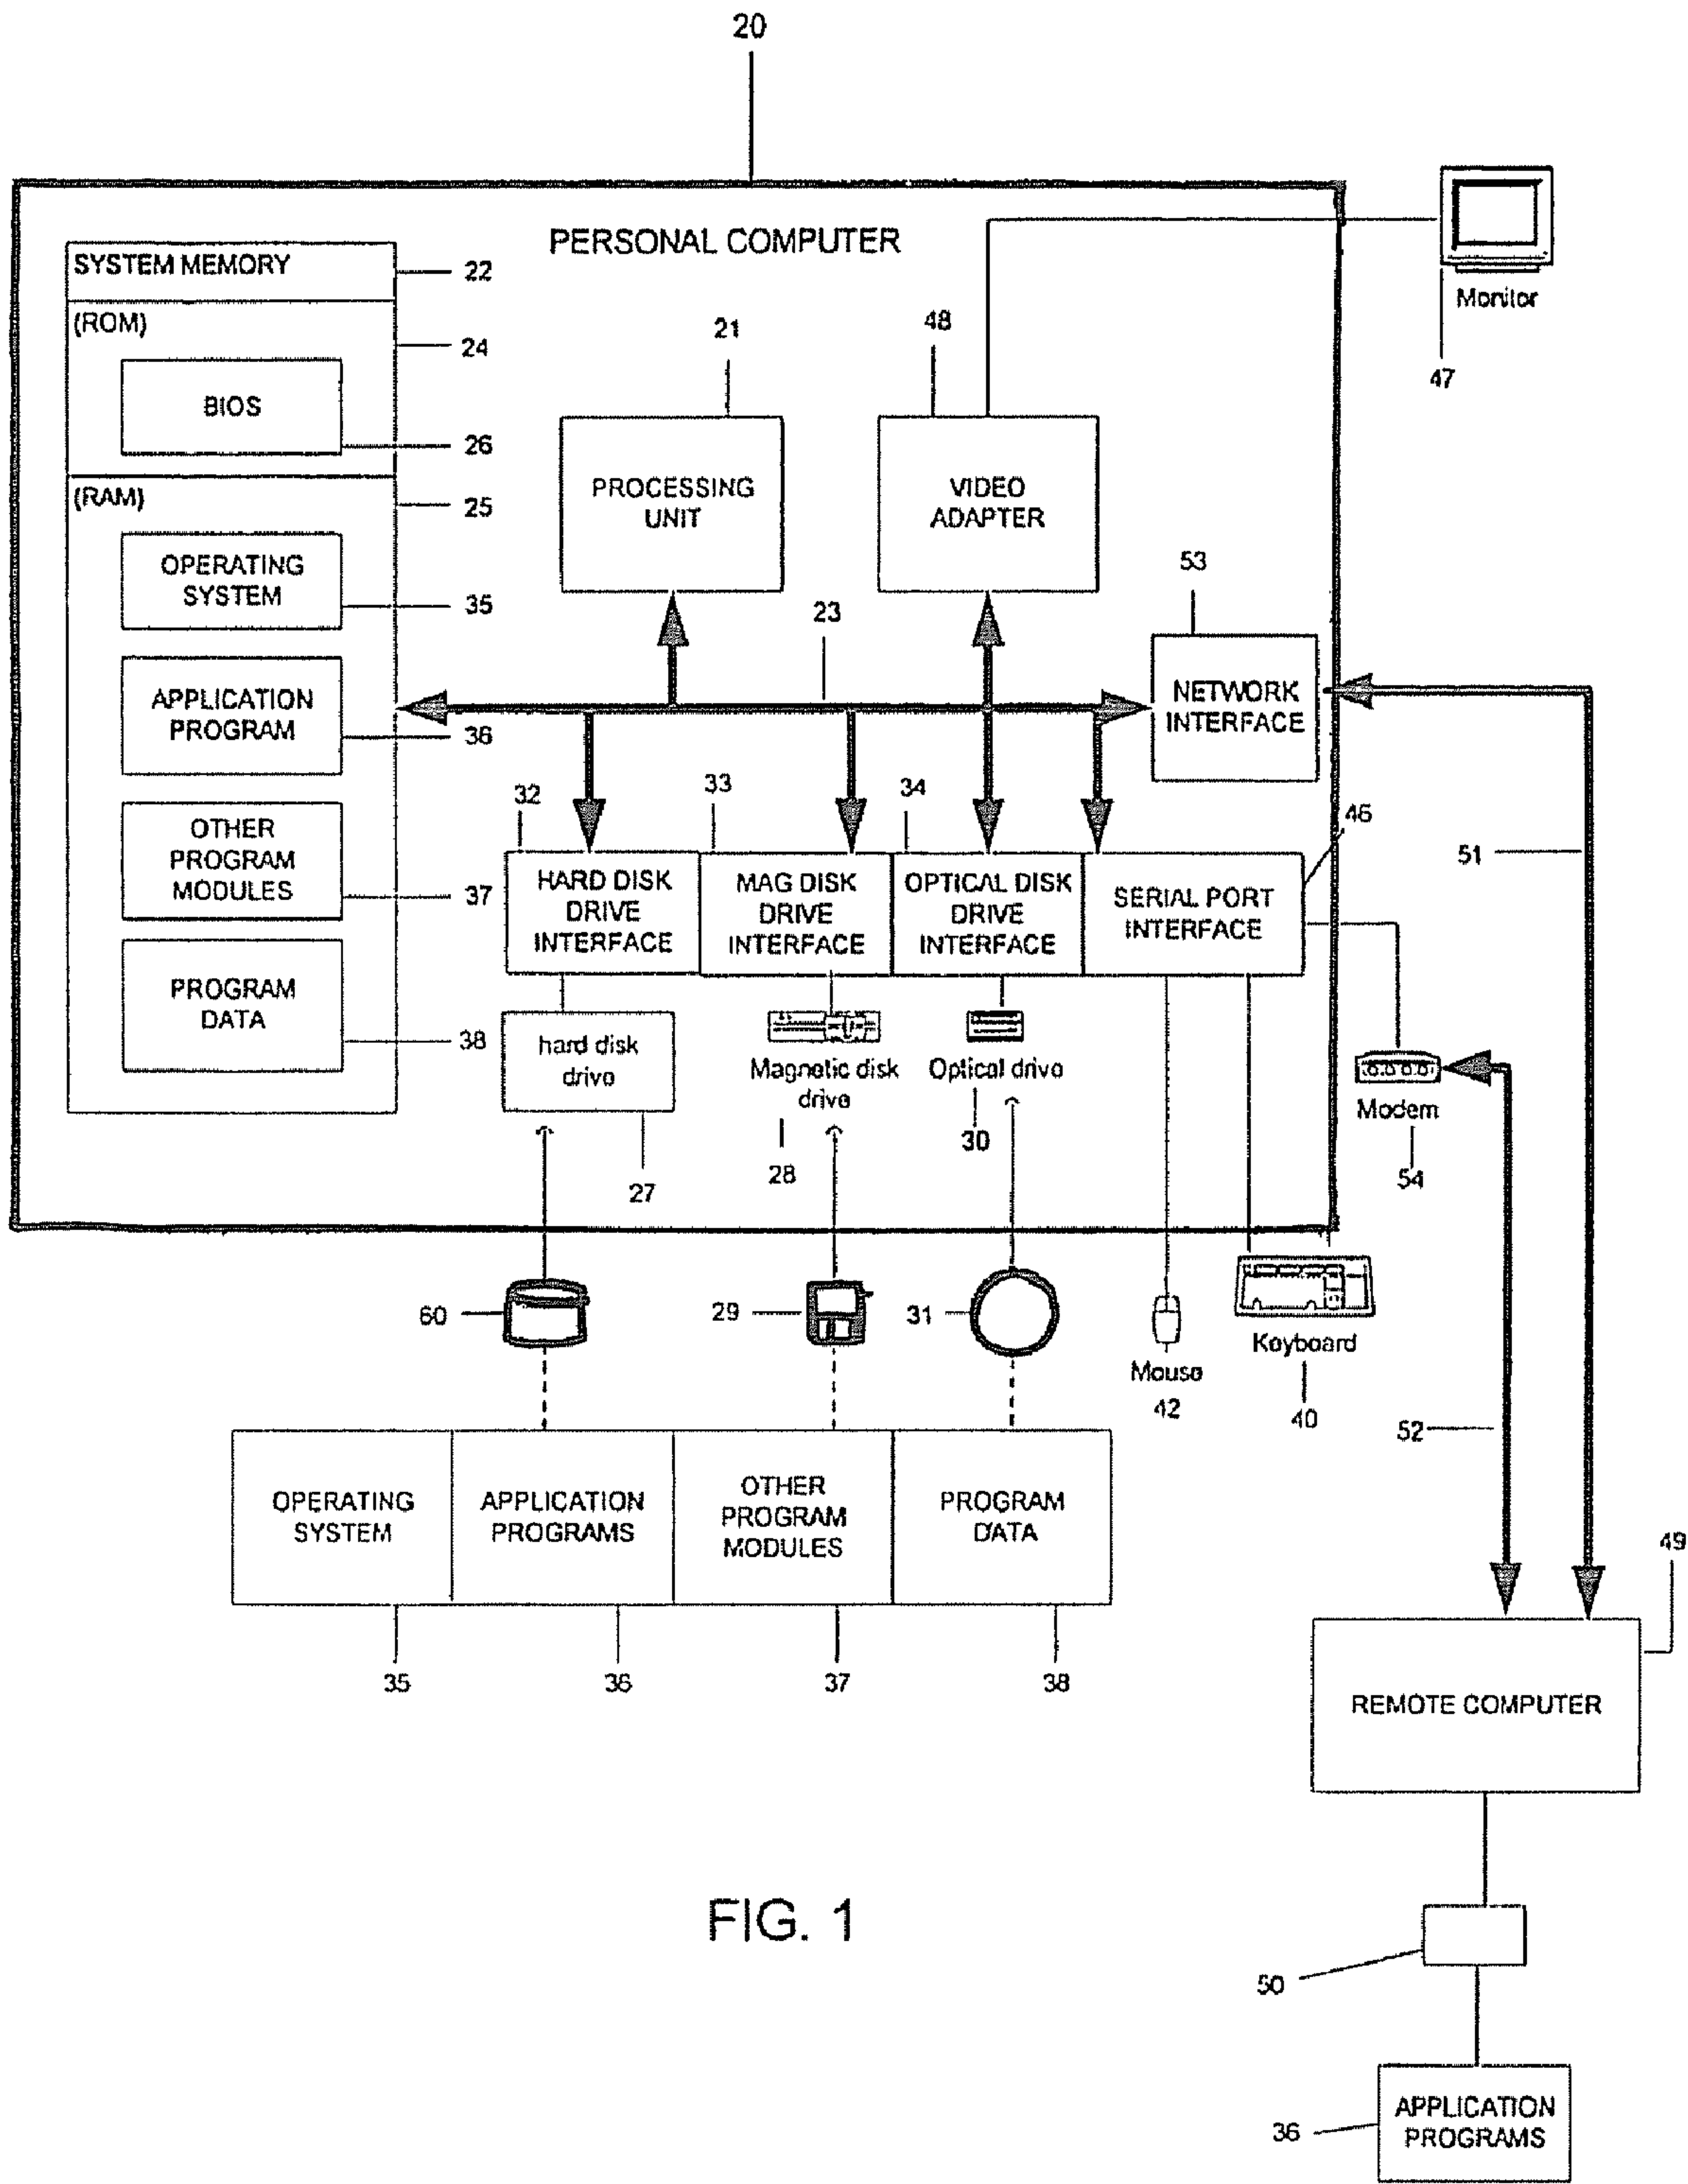 20
PERSONAL COMPUTER
SYSTEM MEMORY
22
(ROM)
24
BIOS
26
(RAM)
25
OPERATING
SYSTEM
35
APPLICATION
PROGRAM
36
OTHER
PROGRAM
MODULES
37
PROGRAM
DATA
38
21
PROCESSING
UNIT
48
VIDEO
ADAPTER
Monitor
47
23
53
NETWORK
INTERFACE
32
HARD DISK
DRIVE
INTERFACE
33
MAG DISK
DRIVE
INTERFACE
34
OPTICAL DISK
DRIVE
INTERFACE
46
SERIAL PORT
INTERFACE
51
hard disk
drive
27
Magnetic disk
drive
28
Optical drive
30
Modem
54
60
29
31
Mouse
42
Keyboard
40
52
OPERATING
SYSTEM
APPLICATION
PROGRAMS
OTHER
PROGRAM
MODULES
PROGRAM
DATA
35
36
37
38
49
REMOTE COMPUTER
50
36
APPLICATION
PROGRAMS
FIG. 1